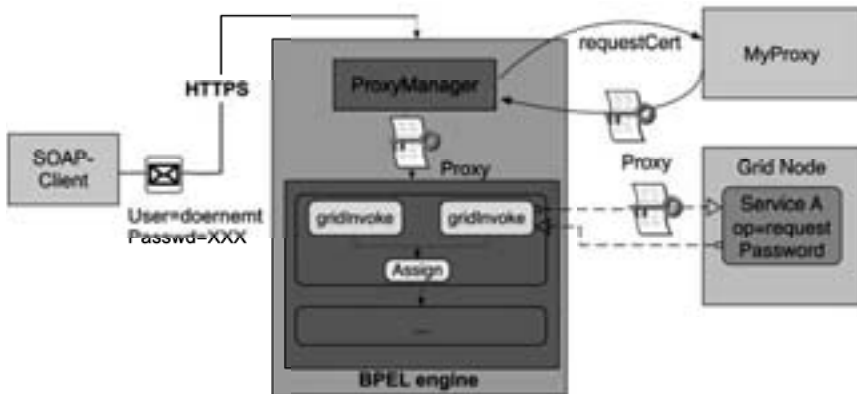 requestCert
MyProxy
ProxyManager
HTTPS
SOAP-
Client
Proxy
Proxy
Grid Node
User=doernemt
Passwd=XXX
gridInvoke
gridInvoke
Service A
op=request
Password
Assign
....
BPEL engine